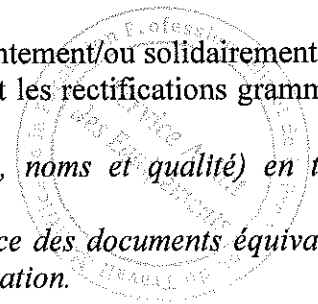 ntement/ou solidairement
t les rectifications gramm
, noms et qualité) en t
ce des documents équiva
ation.